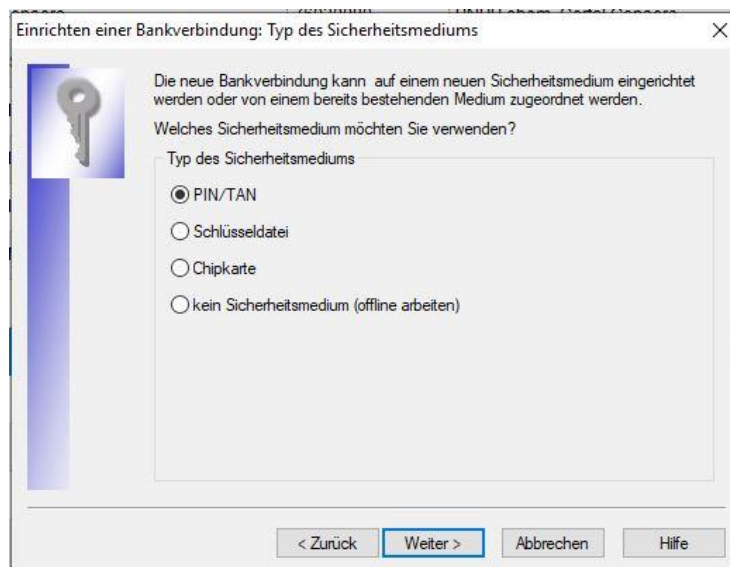 Einrichten einer Bankverbindung: Typ des Sicherheitsmediums
Die neue Bankverbindung kann auf einem neuen Sicherheitsmedium eingerichtet
werden oder von einem bereits bestehenden Medium zugeordnet werden.
Welches Sicherheitsmedium möchten Sie verwenden?
Typ des Sicherheitsmediums
PIN/TAN
Schlüsseldatei
Chipkarte
kein Sicherheitsmedium (offline arbeiten)
< Zurück
Weiter >
Abbrechen
Hilfe